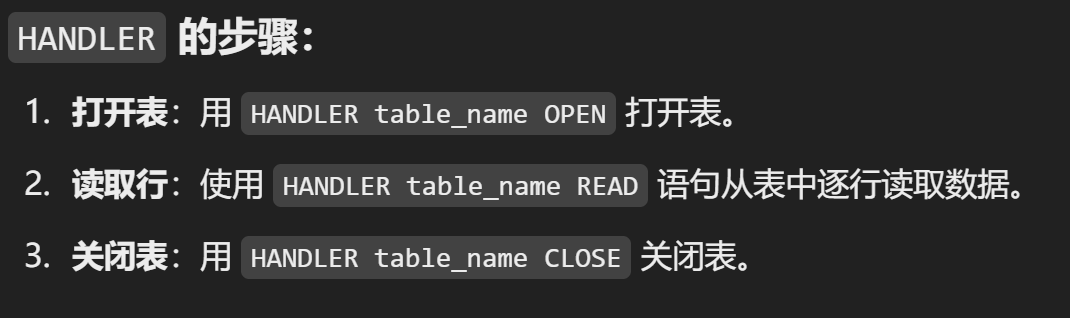 HANDLER 的步骤：
1. 打开表：用 HANDLER table_name OPEN 打开表。
2. 读取行：使用 HANDLER table_name READ 语句从表中逐行读取数据。
3. 关闭表：用 HANDLER table_name CLOSE 关闭表。